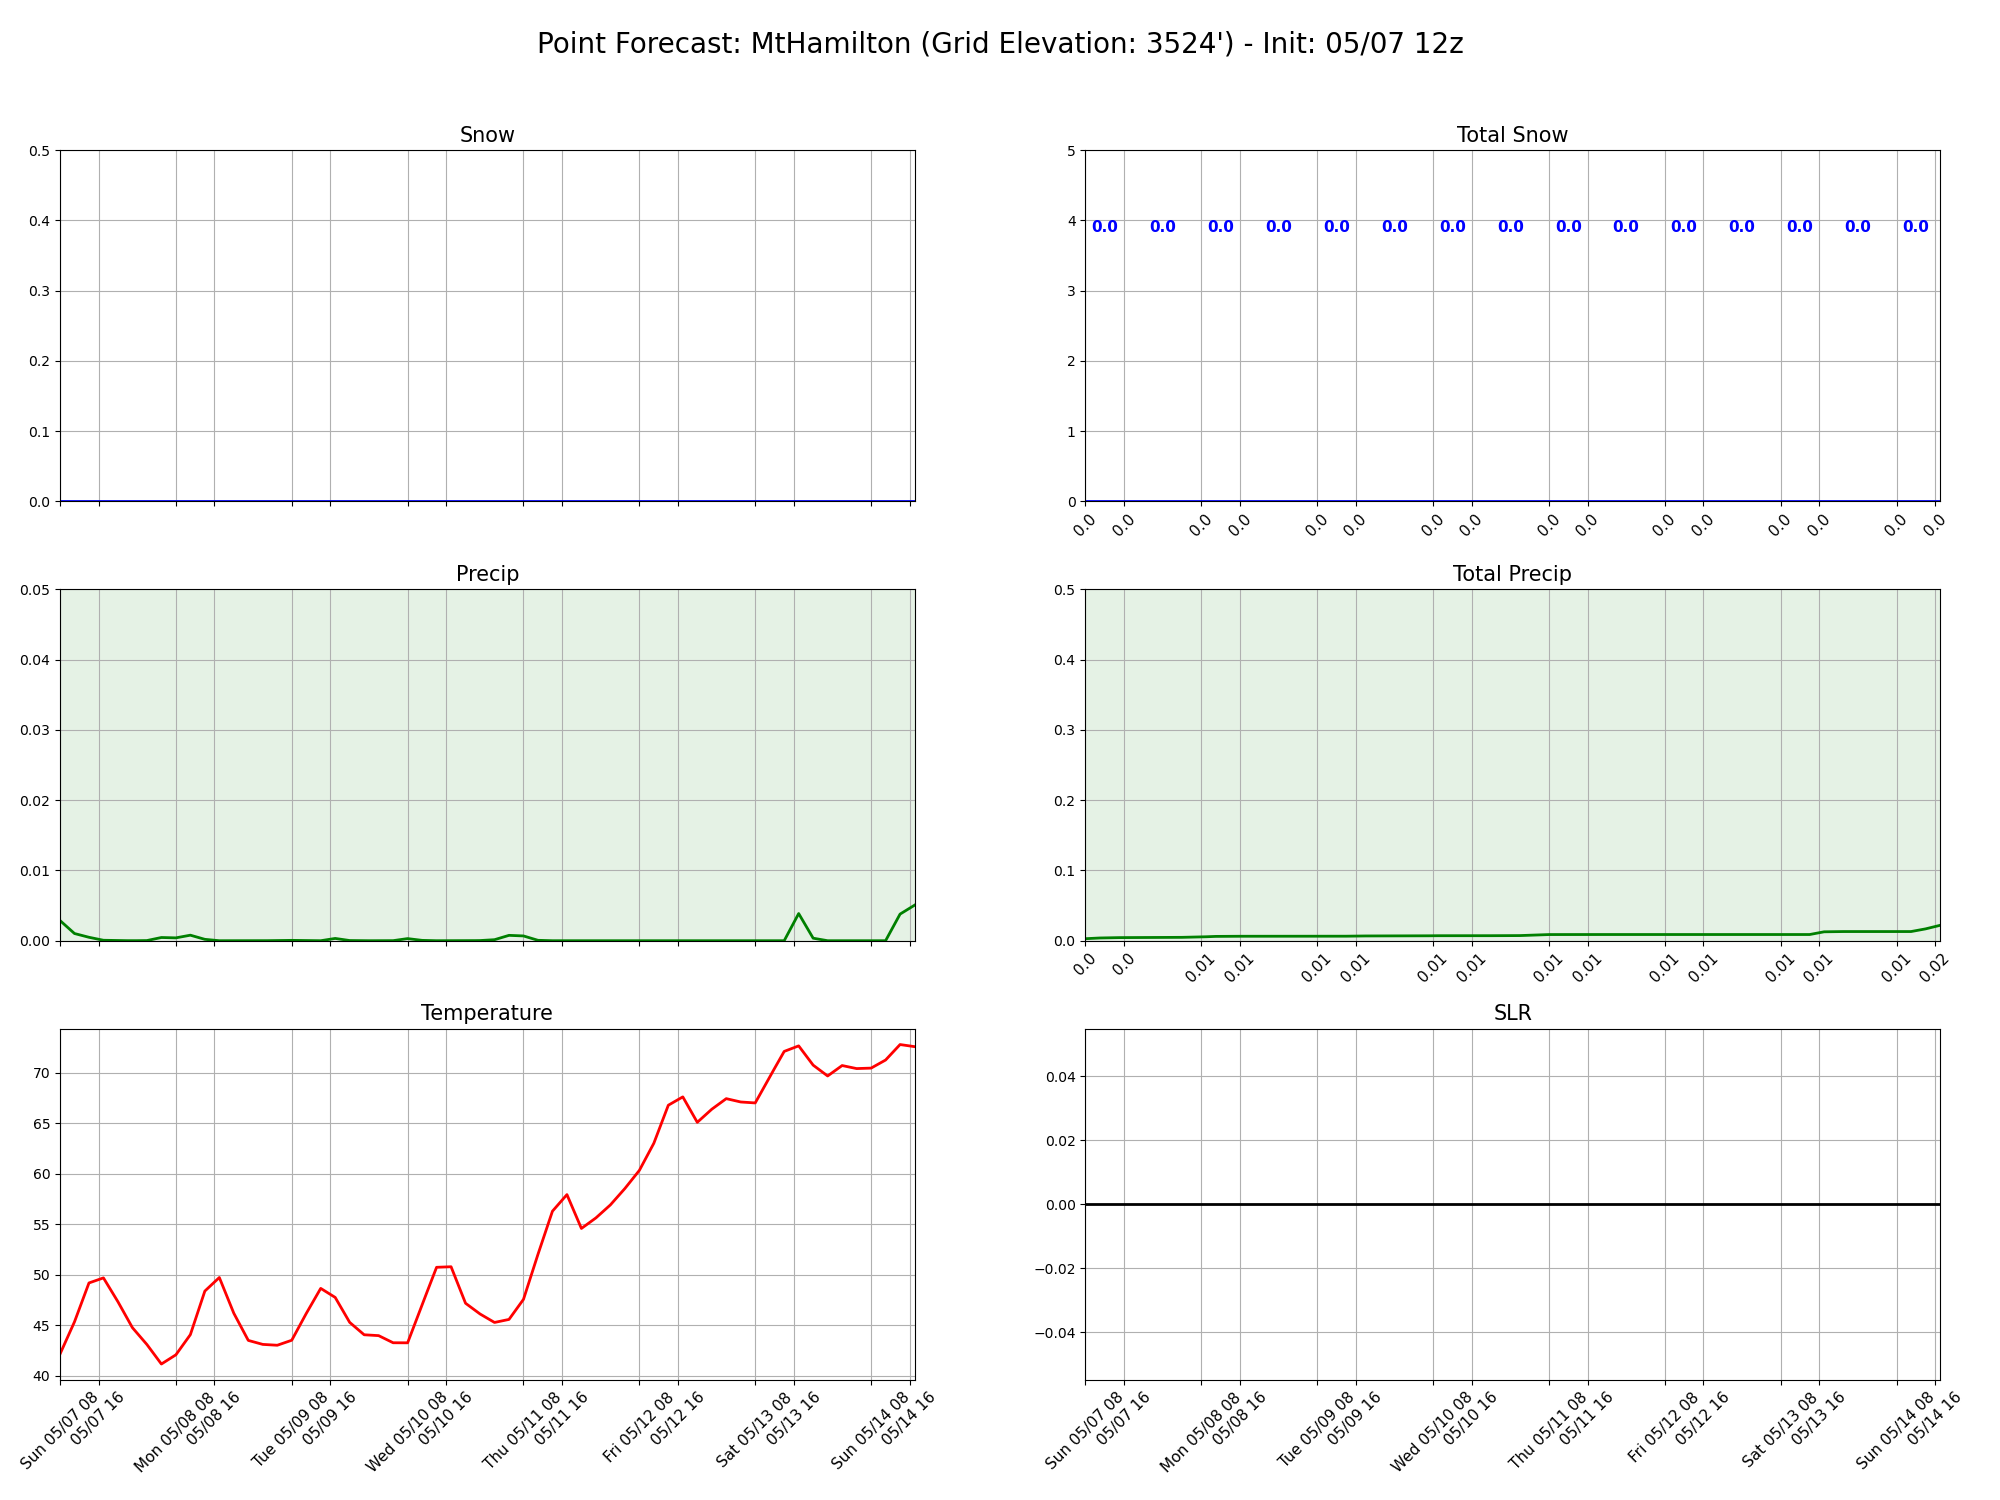 Point Forecast: MtHamilton (Grid Elevation: 3524') - Init: 05/07 12z
Snow
0.5
0.4
0.3
0.2
0.1
0.0
Total Snow
5
4
3
2
1
0
0.0 0.0 0.0 0.0 0.0 0.0 0.0 0.0 0.0 0.0 0.0 0.0 0.0 0.0 0.0
0.0 0.0 0.0 0.0 0.0 0.0 0.0 0.0 0.0 0.0 0.0 0.0 0.0 0.0 0.0 0.0
Precip
0.05
0.04
0.03
0.02
0.01
0.00
Total Precip
0.5
0.4
0.3
0.2
0.1
0.0
0.0 0.0 0.01 0.01 0.01 0.01 0.01 0.01 0.01 0.01 0.01 0.01 0.01 0.01 0.01 0.02
Temperature
70
65
60
55
50
45
40
Sun 05/07 08
05/07 16
Mon 05/08 08
05/08 16
Tue 05/09 08
05/09 16
Wed 05/10 08
05/10 16
Thu 05/11 08
05/11 16
Fri 05/12 08
05/12 16
Sat 05/13 08
05/13 16
Sun 05/14 08
05/14 16
SLR
0.04
0.02
0.00
−0.02
−0.04
Sun 05/07 08
05/07 16
Mon 05/08 08
05/08 16
Tue 05/09 08
05/09 16
Wed 05/10 08
05/10 16
Thu 05/11 08
05/11 16
Fri 05/12 08
05/12 16
Sat 05/13 08
05/13 16
Sun 05/14 08
05/14 16